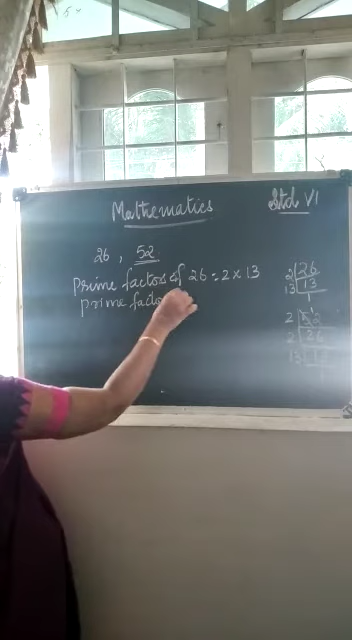 Mathematics
Std VI
26, 52
Prime factors of 26 = 2 × 13
prime facto
2 26
13 13
1
2 52
2 26
13 13